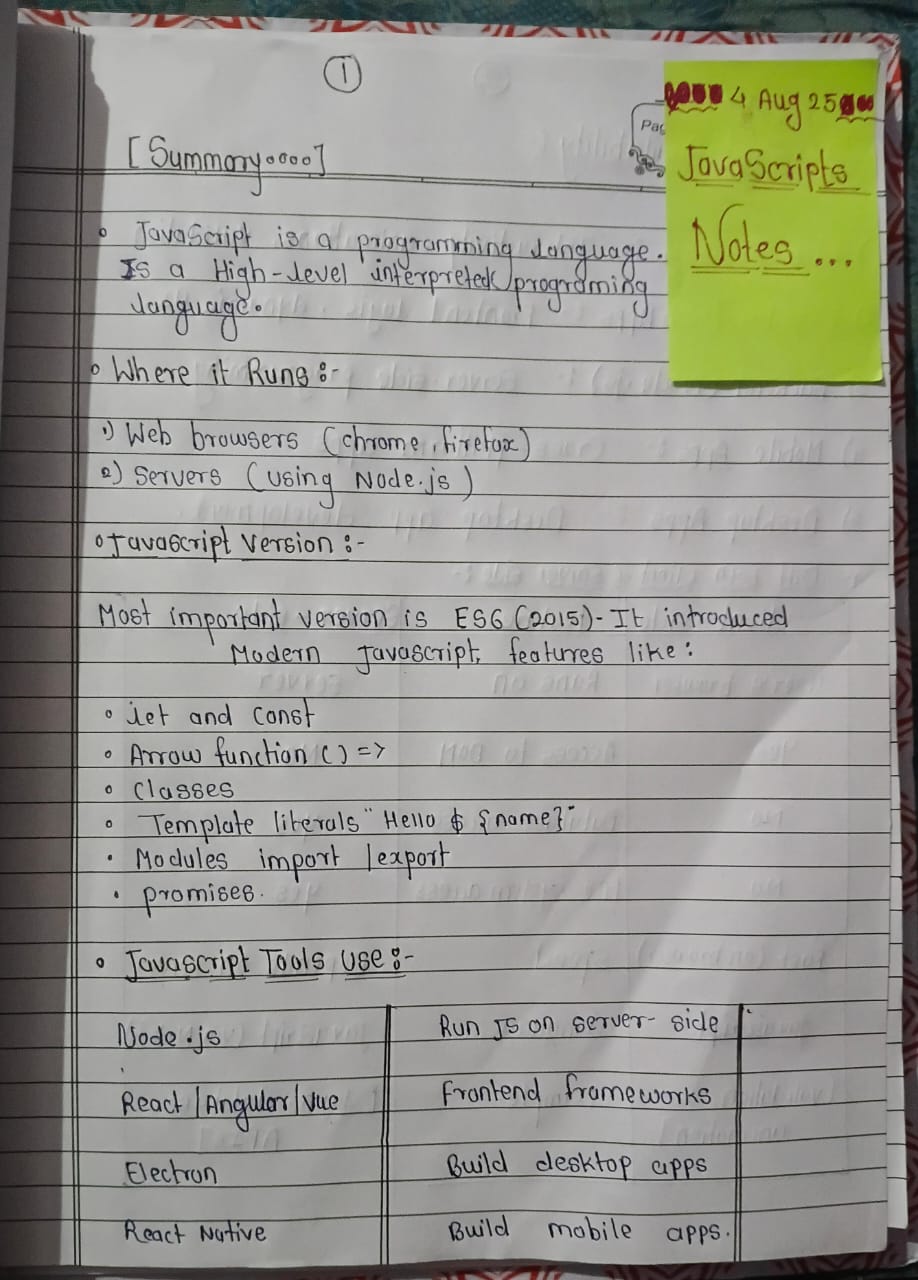 1
4 Aug 25
JavaScripts
Notes...
Pag
[Summaryoooo]
JavaScript is a programming language.
Is a High-level interpreted programing
language.
Where it Runs :-
1) Web browsers (chrome, firefox)
2) Servers (using Node.js)
Javascript Version :-
Most important version is ES6 (2015)- It introduced
Modern Javascript, features like:
let and const
Arrow function () =>
Classes
Template literals "Hello $ {name}"
Modules import /export
promises.
Javascript Tools Use :-
Node.js Run JS on server-side
React/Angular/Vue Frontend frameworks
Electron Build desktop apps
React Native Build mobile apps.